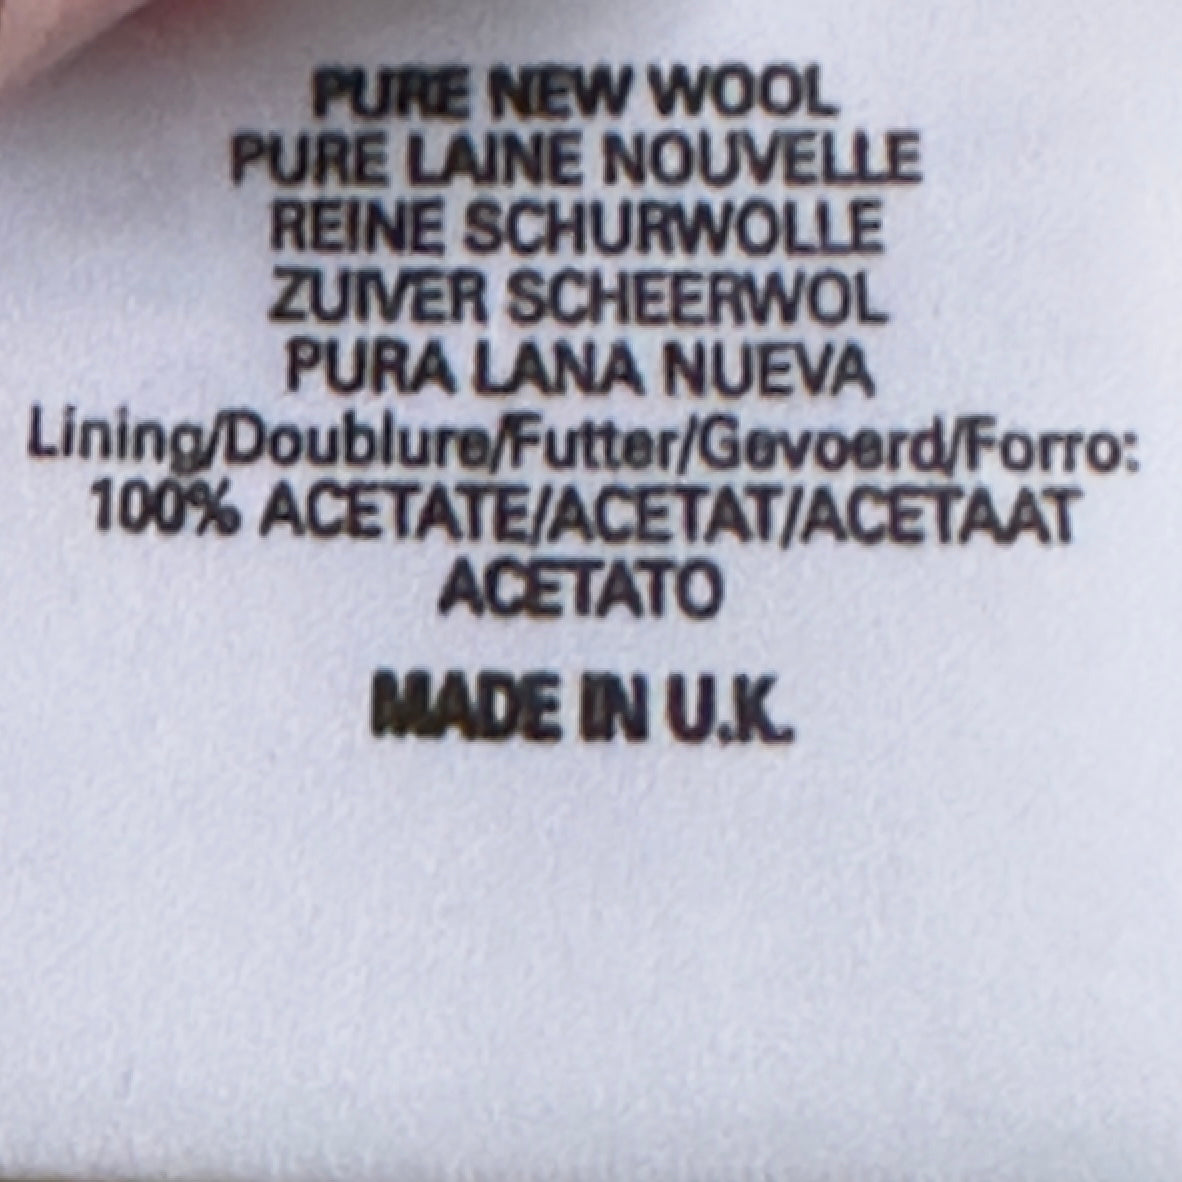 PURE NEW WOOL
PURE LAINE NOUVELLE
REINE SCHURWOLLE
ZUIVER SCHEERWOL
PURA LANA NUEVA
Lining/Doublure/Futter/Gevoerd/Forro:
100% ACETATE/ACETAT/ACETAAT
ACETATO
MADE IN U.K.